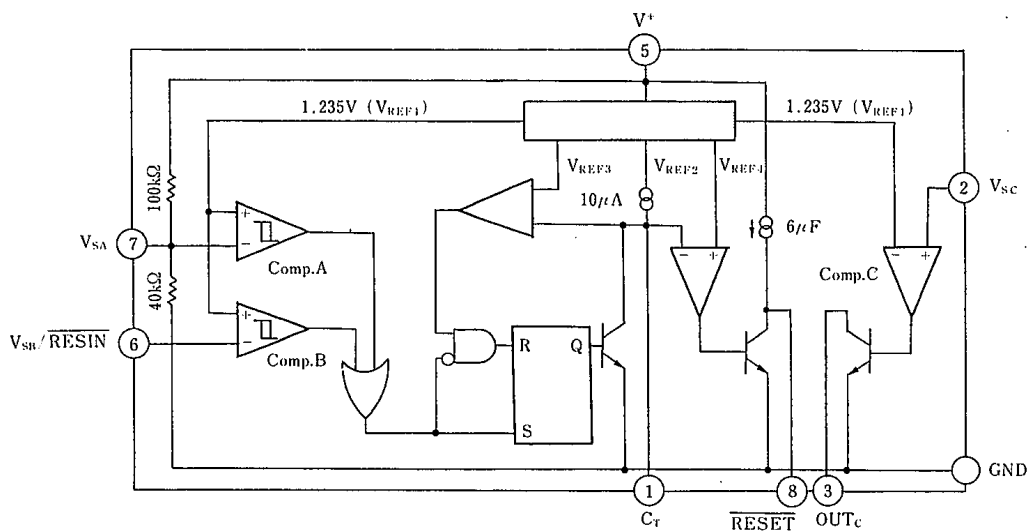 V⁺
5
1.235V (VREF1)
1.235V (VREF1)
VREF3
VREF2
VREF4
10μA
2
VSC
100kΩ
+
−
7
VSA
Comp.A
6μF
−
+
−
+
Comp.C
40kΩ
+
−
Comp.B
VSB/RESIN
6
R
Q
S
GND
1
8
3
CT
RESET
OUTC